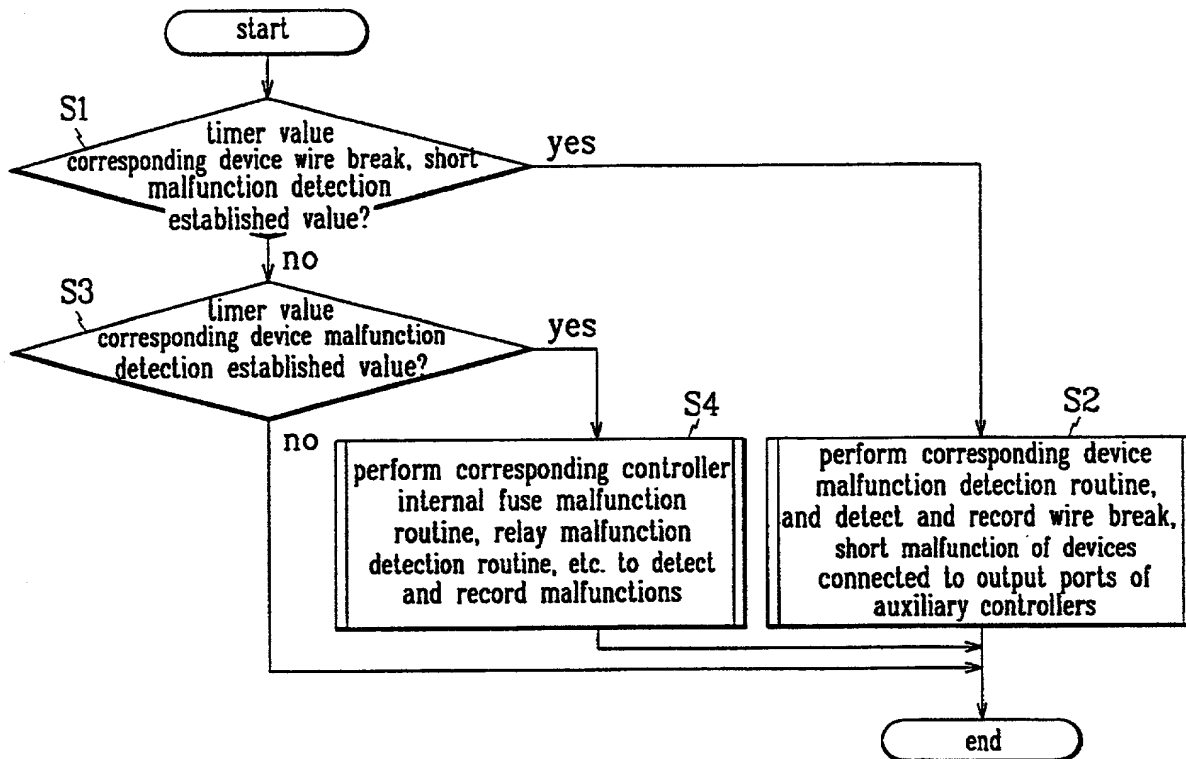 start
S1
timer value
corresponding device wire break, short
malfunction detection
established value?
yes
no
S3
timer value
corresponding device malfunction
detection established value?
yes
no
S4
perform corresponding controller
internal fuse malfunction
routine, relay malfunction
detection routine, etc. to detect
and record malfunctions
S2
perform corresponding device
malfunction detection routine,
and detect and record wire break,
short malfunction of devices
connected to output ports of
auxiliary controllers
end